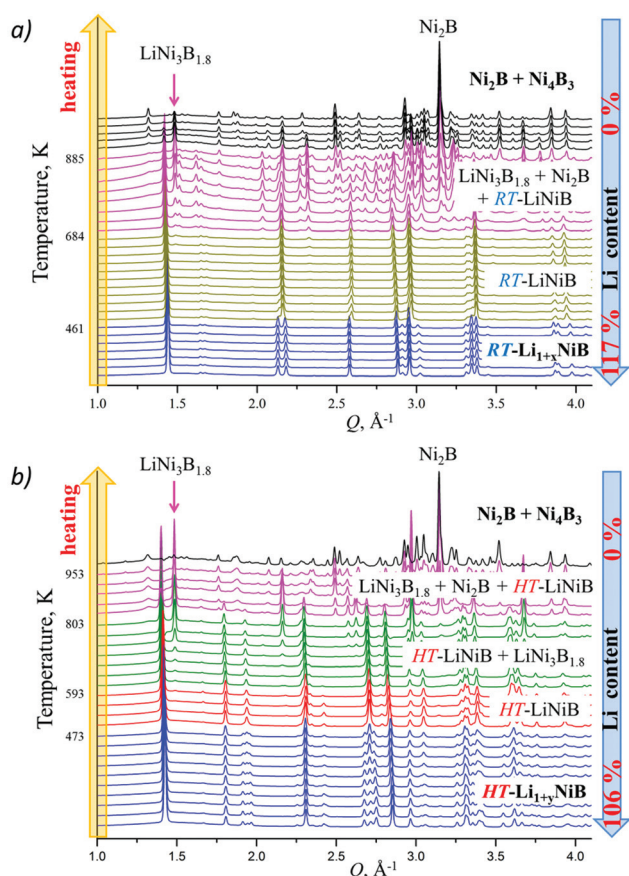 a)
heating
LiNi₃B₁.₈
Ni₂B
Ni₂B + Ni₄B₃
0 %
885
LiNi₃B₁.₈ + Ni₂B
+ RT-LiNiB
Temperature, K
Li content
684
RT-LiNiB
461
117 %
RT-Li₁₊ₓNiB
1.0 1.5 2.0 2.5 3.0 3.5 4.0
Q, Å⁻¹
b)
heating
LiNi₃B₁.₈
Ni₂B
Ni₂B + Ni₄B₃
0 %
953
LiNi₃B₁.₈ + Ni₂B + HT-LiNiB
803
HT-LiNiB + LiNi₃B₁.₈
Temperature, K
Li content
593
HT-LiNiB
473
106 %
HT-Li₁₊yNiB
1.0 1.5 2.0 2.5 3.0 3.5 4.0
Q, Å⁻¹